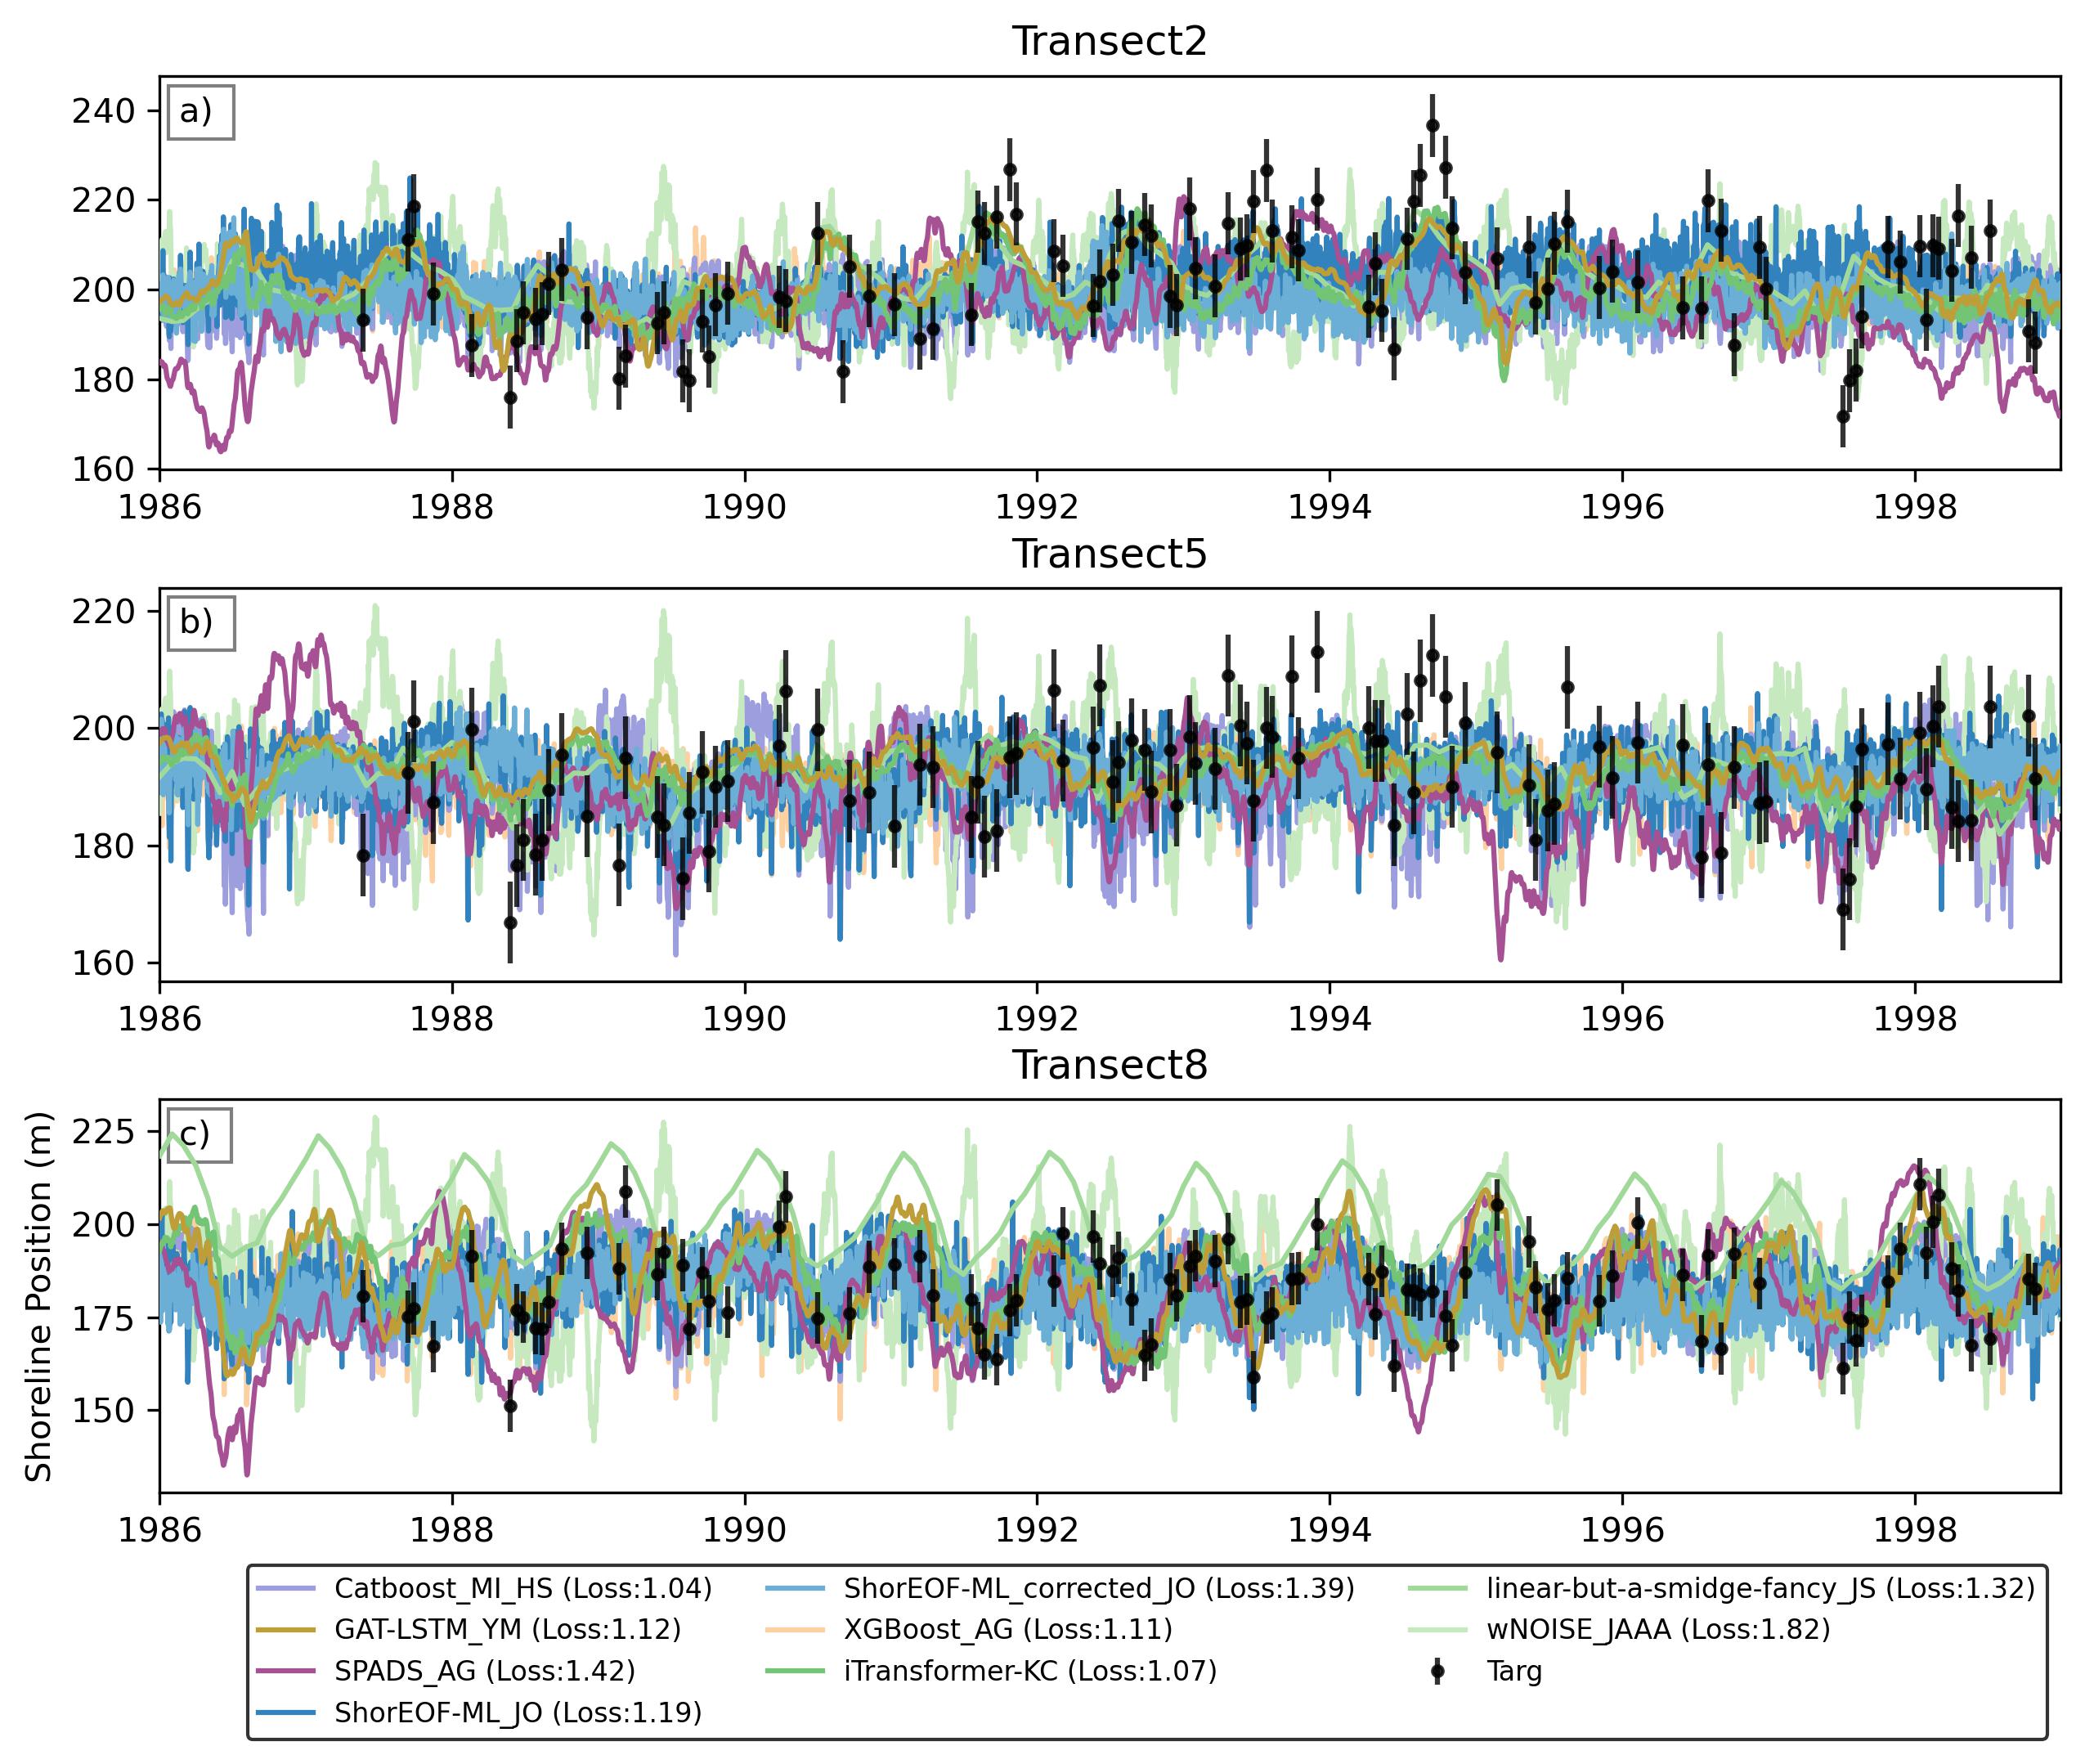 Transect2
a)
240
220
200
180
160
1986 1988 1990 1992 1994 1996 1998
Transect5
b)
220
200
180
160
1986 1988 1990 1992 1994 1996 1998
Transect8
c)
225
200
175
150
Shoreline Position (m)
1986 1988 1990 1992 1994 1996 1998
Catboost_MI_HS (Loss:1.04)
GAT-LSTM_YM (Loss:1.12)
SPADS_AG (Loss:1.42)
ShorEOF-ML_JO (Loss:1.19)
ShorEOF-ML_corrected_JO (Loss:1.39)
XGBoost_AG (Loss:1.11)
iTransformer-KC (Loss:1.07)
linear-but-a-smidge-fancy_JS (Loss:1.32)
wNOISE_JAAA (Loss:1.82)
Targ